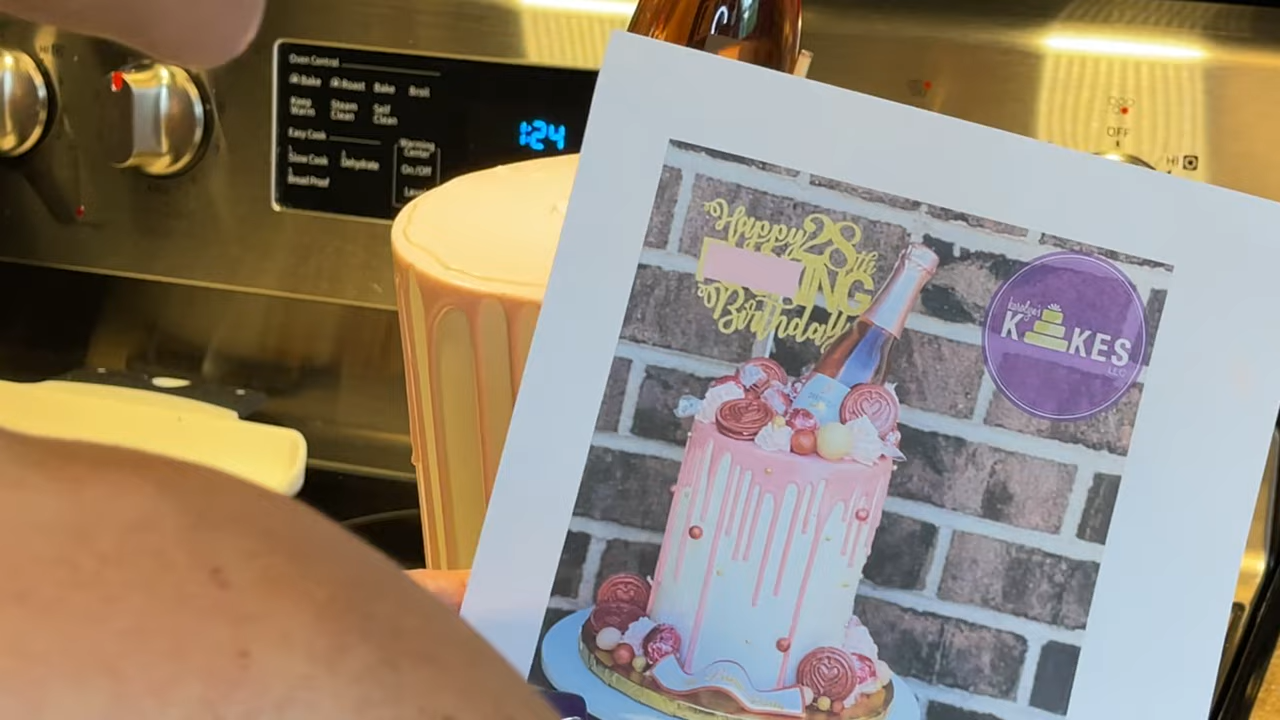 Oven Control
Bake Roast Bake Broil
Keep Warm
Steam Clean
Self Clean
Easy Cook
Slow Cook
Dehydrate
Bread Proof
Warming Center
On/Off
Level
1:24
OFF
HI
Happy 28th
ING
Birthday
KAKES
LLC